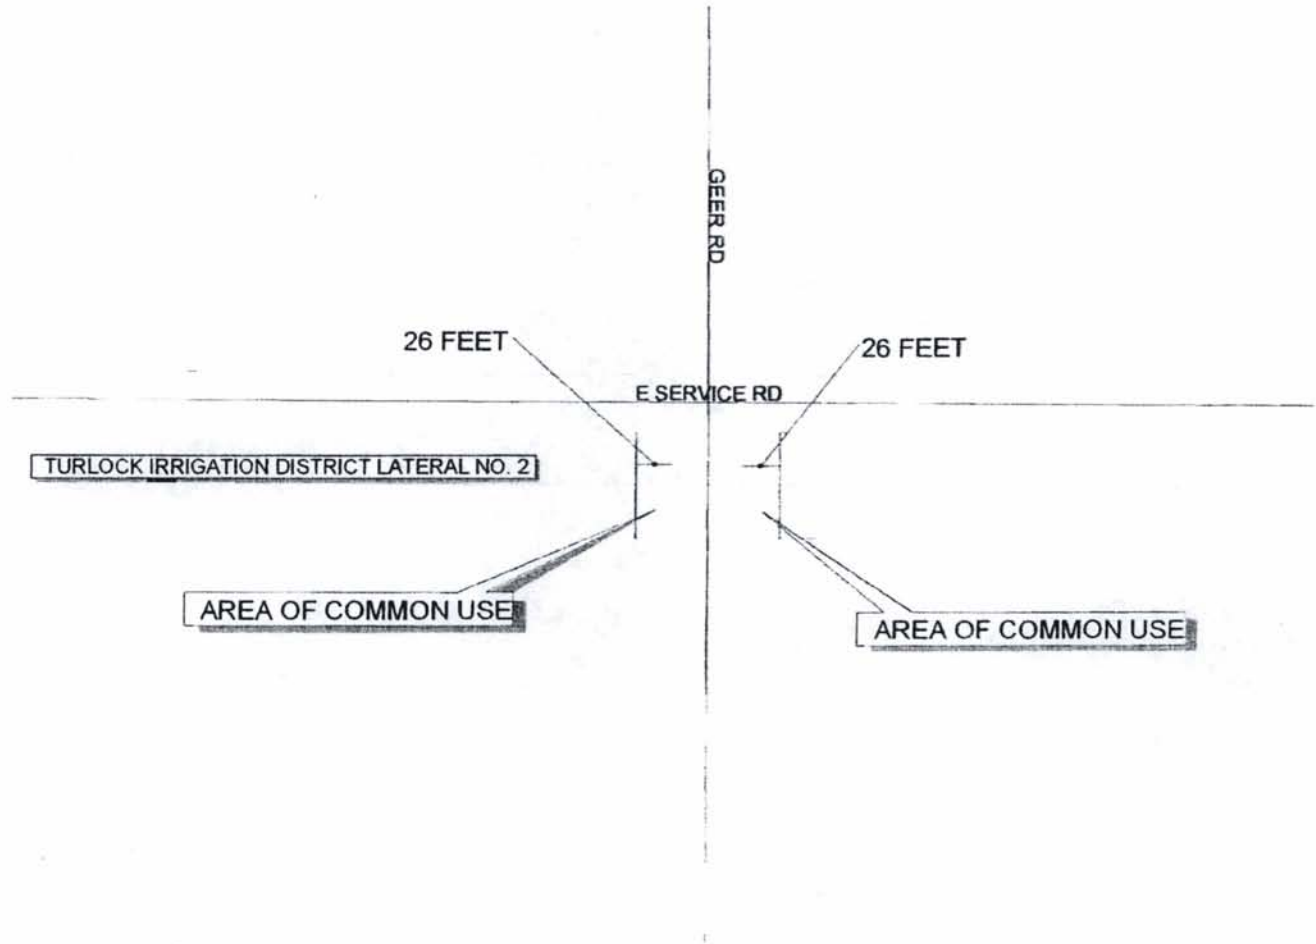 GEER RD
26 FEET
26 FEET
E SERVICE RD
TURLOCK IRRIGATION DISTRICT LATERAL NO. 2
AREA OF COMMON USE
AREA OF COMMON USE